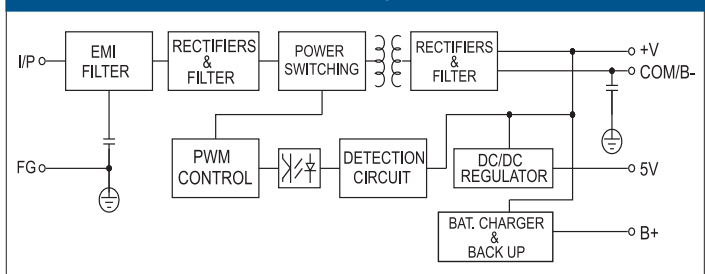 I/P
EMI
FILTER
RECTIFIERS
&
FILTER
POWER
SWITCHING
RECTIFIERS
&
FILTER
+V
COM/B-
FG
PWM
CONTROL
DETECTION
CIRCUIT
DC/DC
REGULATOR
5V
BAT. CHARGER
&
BACK UP
B+